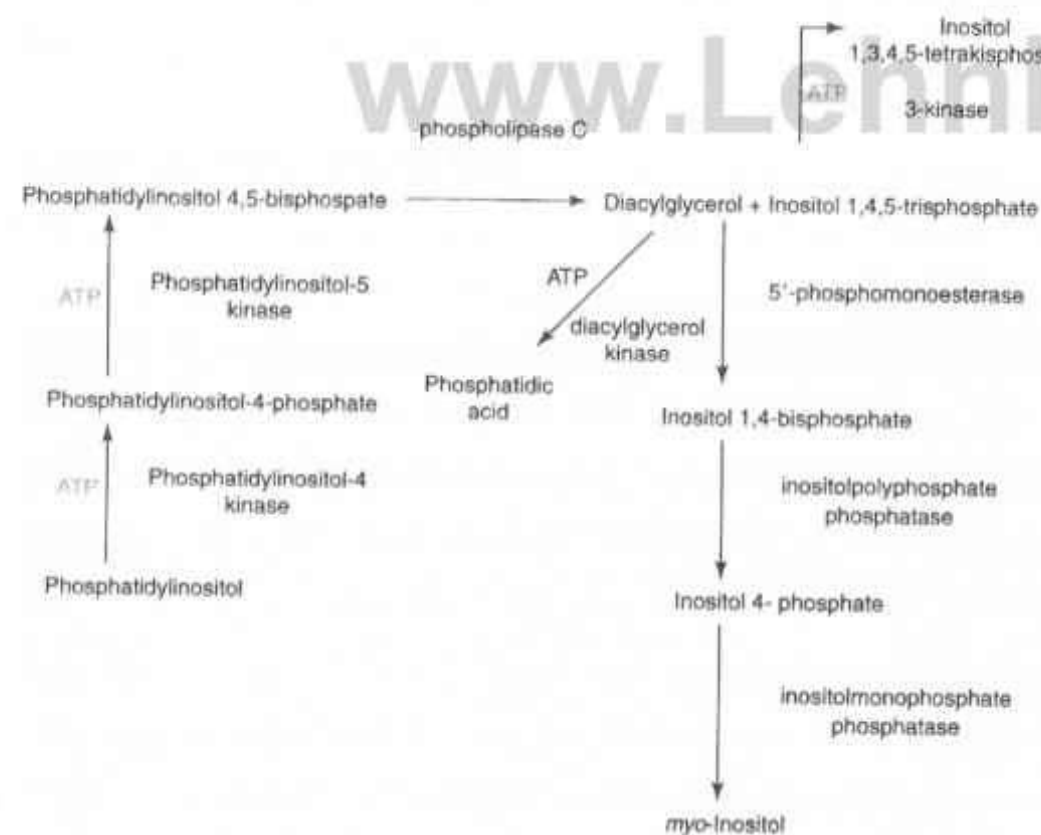 Inositol
1,3,4,5-tetrakisphos
ATP
3-kinase
www.Lehni
phospholipase C
Phosphatidylinositol 4,5-bisphospate
Diacylglycerol + Inositol 1,4,5-trisphosphate
ATP
Phosphatidylinositol-5
kinase
ATP
diacylglycerol
kinase
5'-phosphomonoesterase
Phosphatidylinositol-4-phosphate
Phosphatidic
acid
Inositol 1,4-bisphosphate
ATP
Phosphatidylinositol-4
kinase
inositolpolyphosphate
phosphatase
Phosphatidylinositol
Inositol 4- phosphate
inositolmonophosphate
phosphatase
myo-Inositol